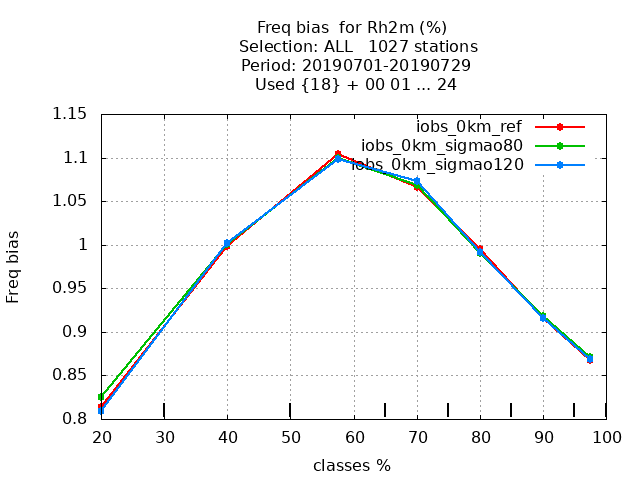 Freq bias  for Rh2m (%)
Selection: ALL   1027 stations
Period: 20190701-20190729
Used {18} + 00 01 ... 24
1.15
1.1
1.05
1
0.95
0.9
0.85
0.8
Freq bias
iobs_0km_ref
iobs_0km_sigmao80
iobs_0km_sigmao120
20 30 40 50 60 70 80 90 100
classes %